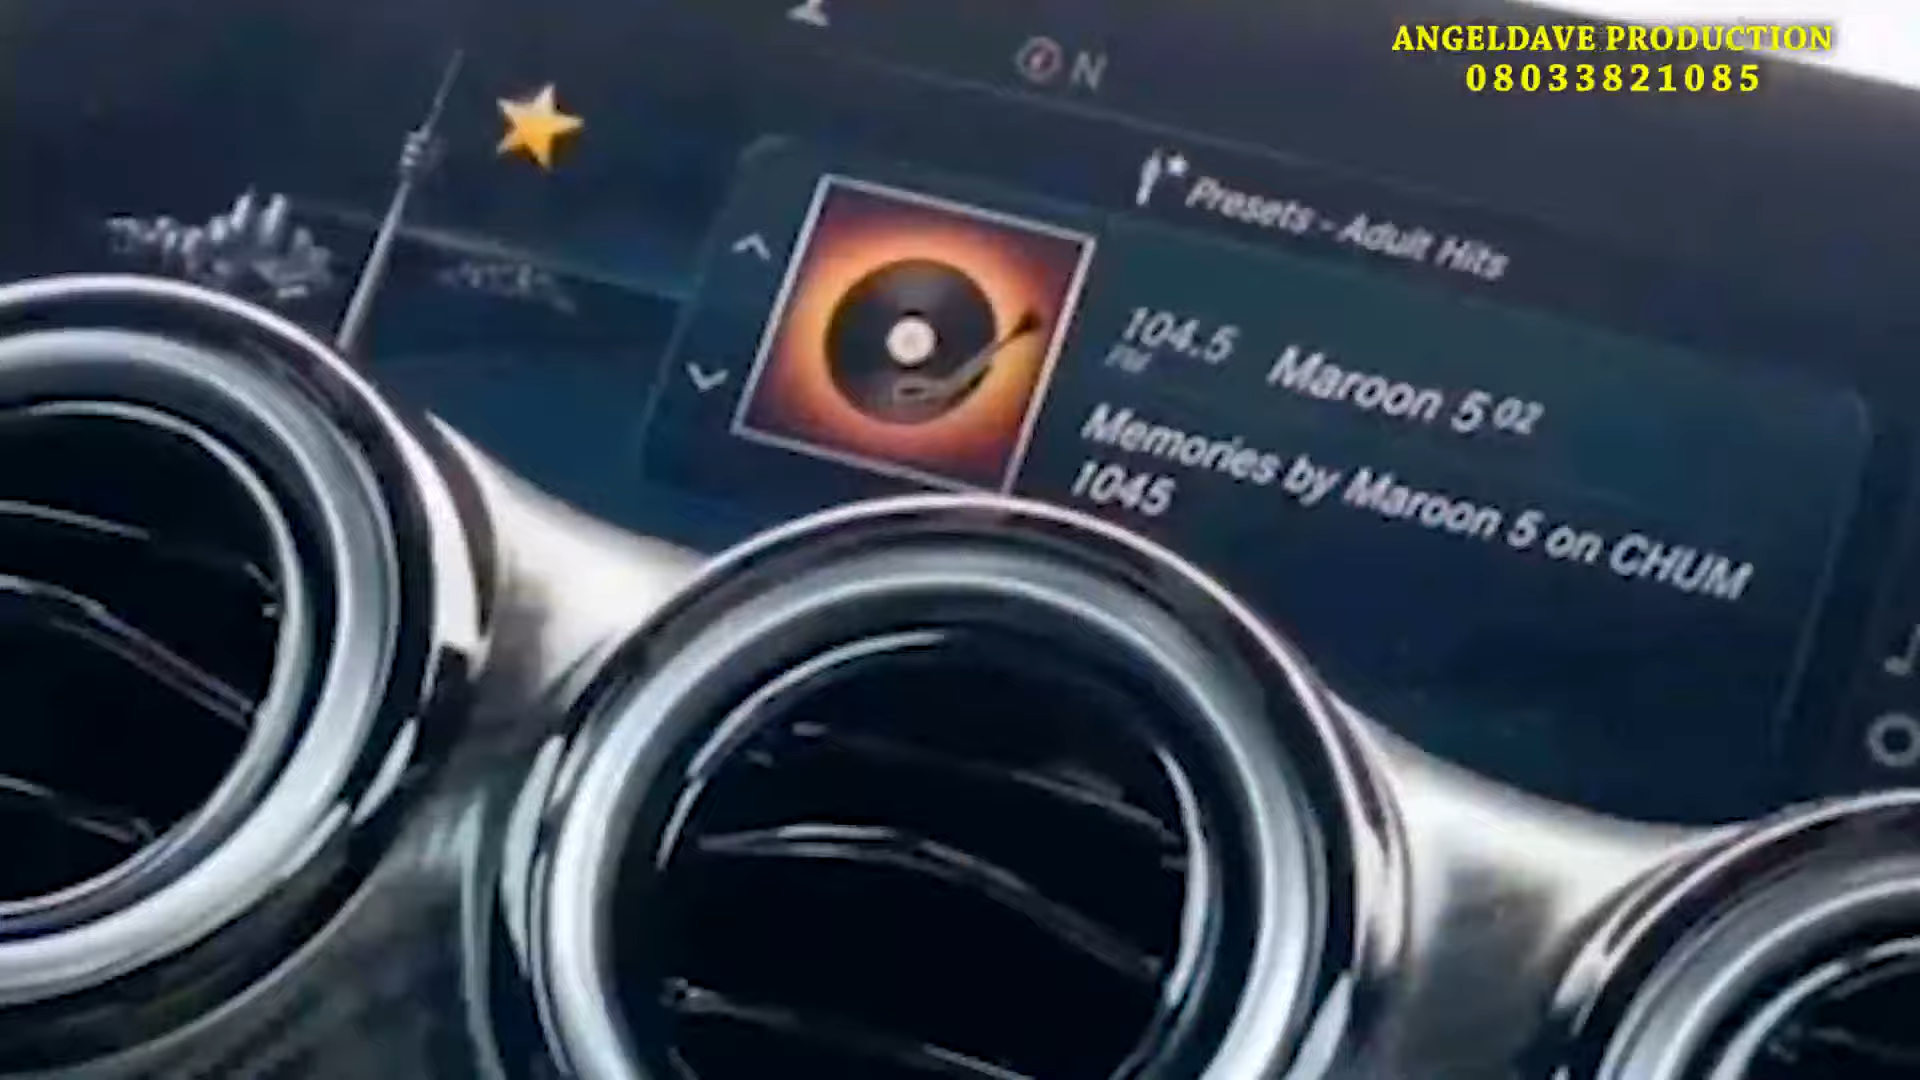 ANGELDAVE PRODUCTION
08033821085
N
Presets - Adult Hits
104.5 Maroon 5 02
FM
Memories by Maroon 5 on CHUM
1045